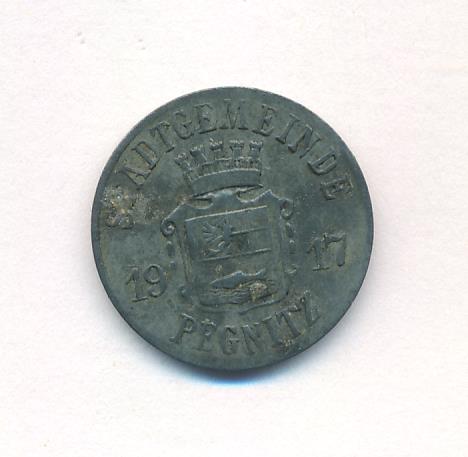 STADTGEMEINDE
19 17
PEGNITZ